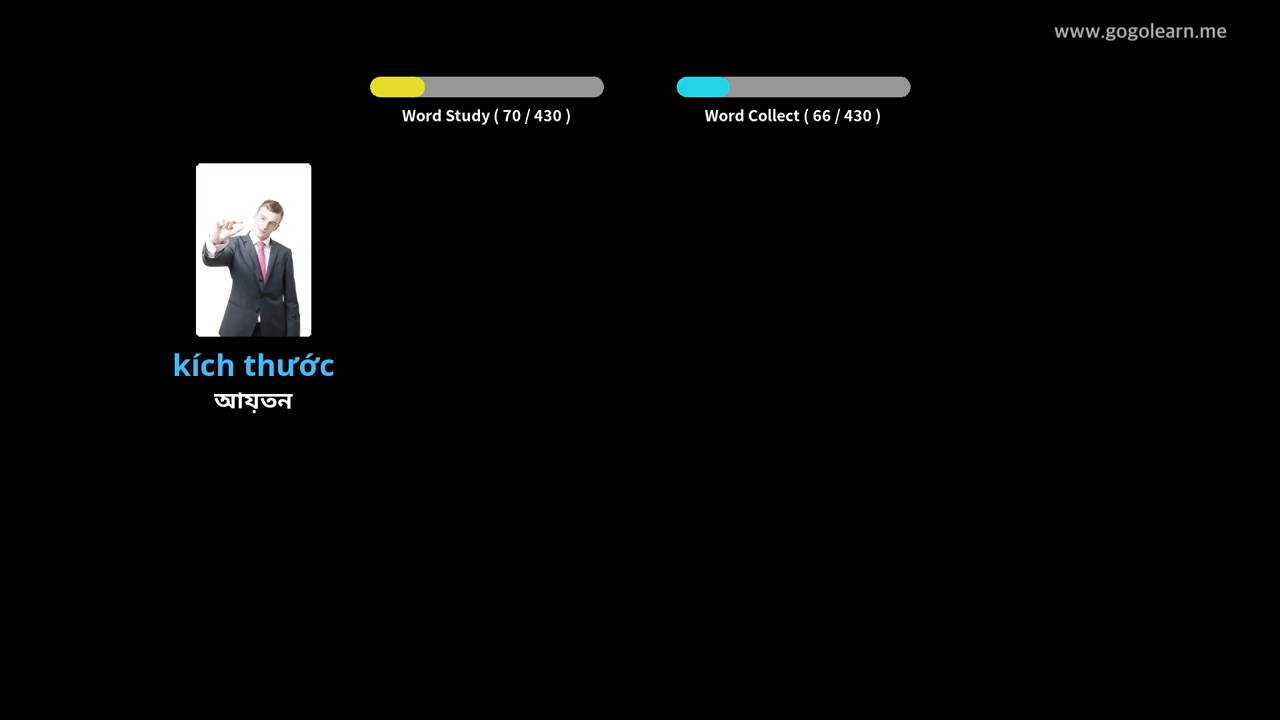 www.gogolearn.me
Word Study ( 70 / 430 )
Word Collect ( 66 / 430 )
kích thước
আয়তন